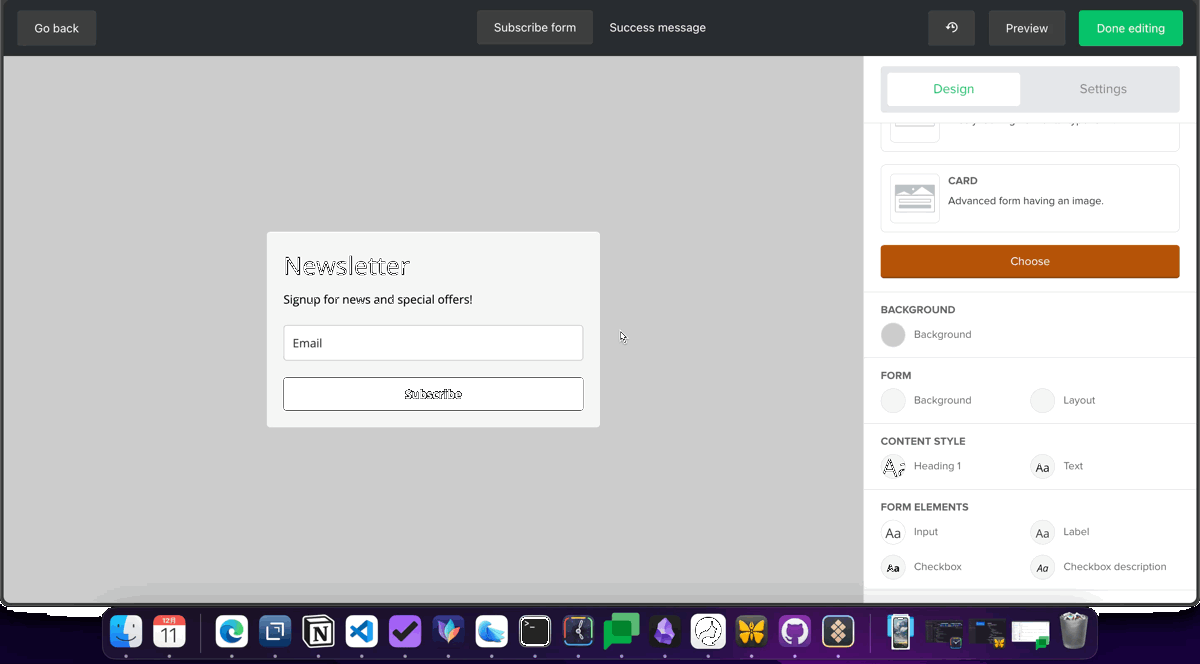 Go back
Subscribe form
Success message
Preview
Done editing
Design
Settings
CARD
Advanced form having an image.
Choose
BACKGROUND
Background
FORM
Background
Layout
CONTENT STYLE
Aa Heading 1
Aa Text
FORM ELEMENTS
Aa Input
Aa Label
Aa Checkbox
Aa Checkbox description
Newsletter
Signup for news and special offers!
Email
Subscribe
12月
11